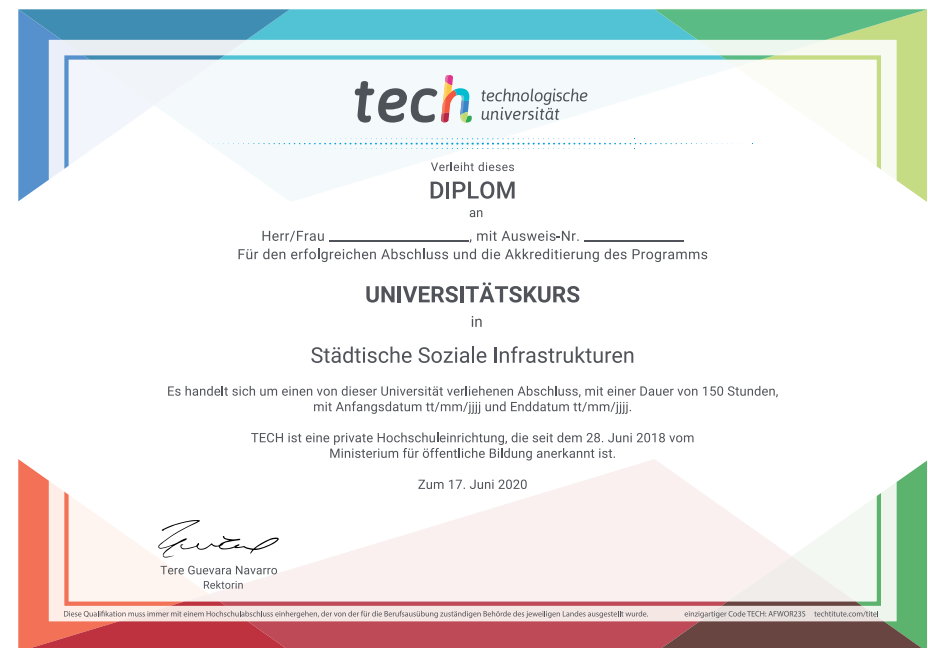 tech technologische
universität
Verleiht dieses
DIPLOM
an
Herr/Frau ____________________, mit Ausweis-Nr. ______________
Für den erfolgreichen Abschluss und die Akkreditierung des Programms
UNIVERSITÄTSKURS
in
Städtische Soziale Infrastrukturen
Es handelt sich um einen von dieser Universität verliehenen Abschluss, mit einer Dauer von 150 Stunden,
mit Anfangsdatum tt/mm/jjjj und Enddatum tt/mm/jjjj.
TECH ist eine private Hochschuleinrichtung, die seit dem 28. Juni 2018 vom
Ministerium für öffentliche Bildung anerkannt ist.
Zum 17. Juni 2020
Tere Guevara Navarro
Rektorin
Diese Qualifikation muss immer mit einem Hochschulabschluss einhergehen, der von der für die Berufsausübung zuständigen Behörde des jeweiligen Landes ausgestellt wurde. einzigartiger Code TECH: AFWOR23S techtitute.com/titel